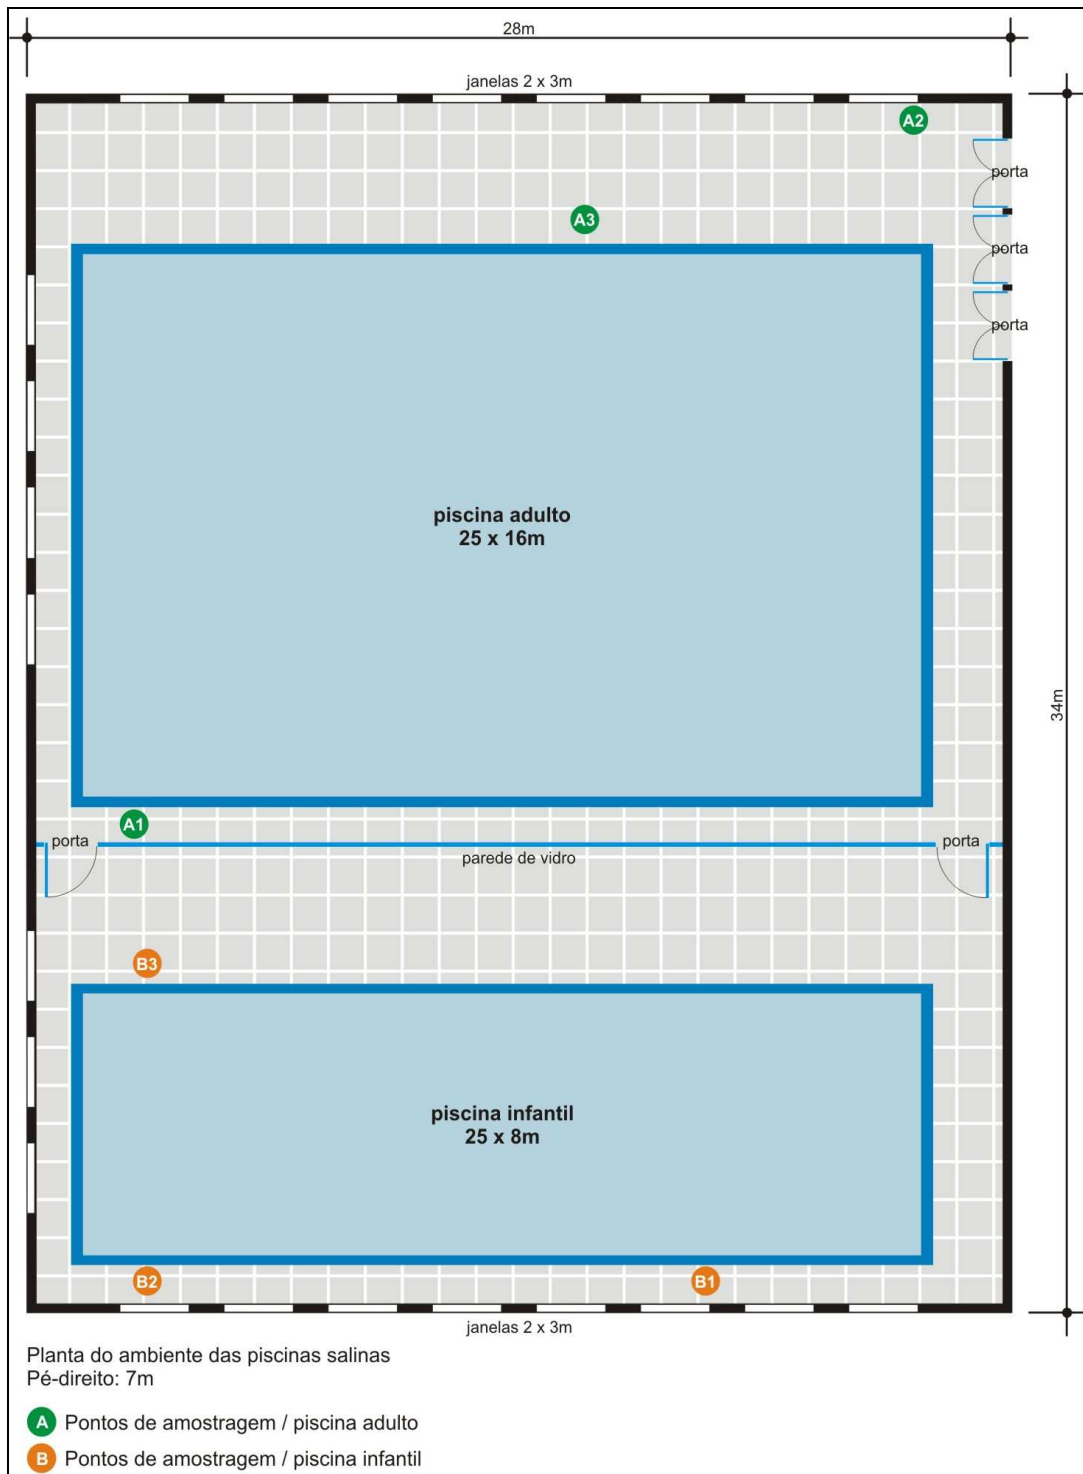 28m
janelas 2 x 3m
A2
porta
A3
porta
porta
piscina adulto
25 x 16m
34m
A1
porta
porta
parede de vidro
B3
piscina infantil
25 x 8m
B2
B1
janelas 2 x 3m
Planta do ambiente das piscinas salinas
Pé-direito: 7m
A Pontos de amostragem / piscina adulto
B Pontos de amostragem / piscina infantil